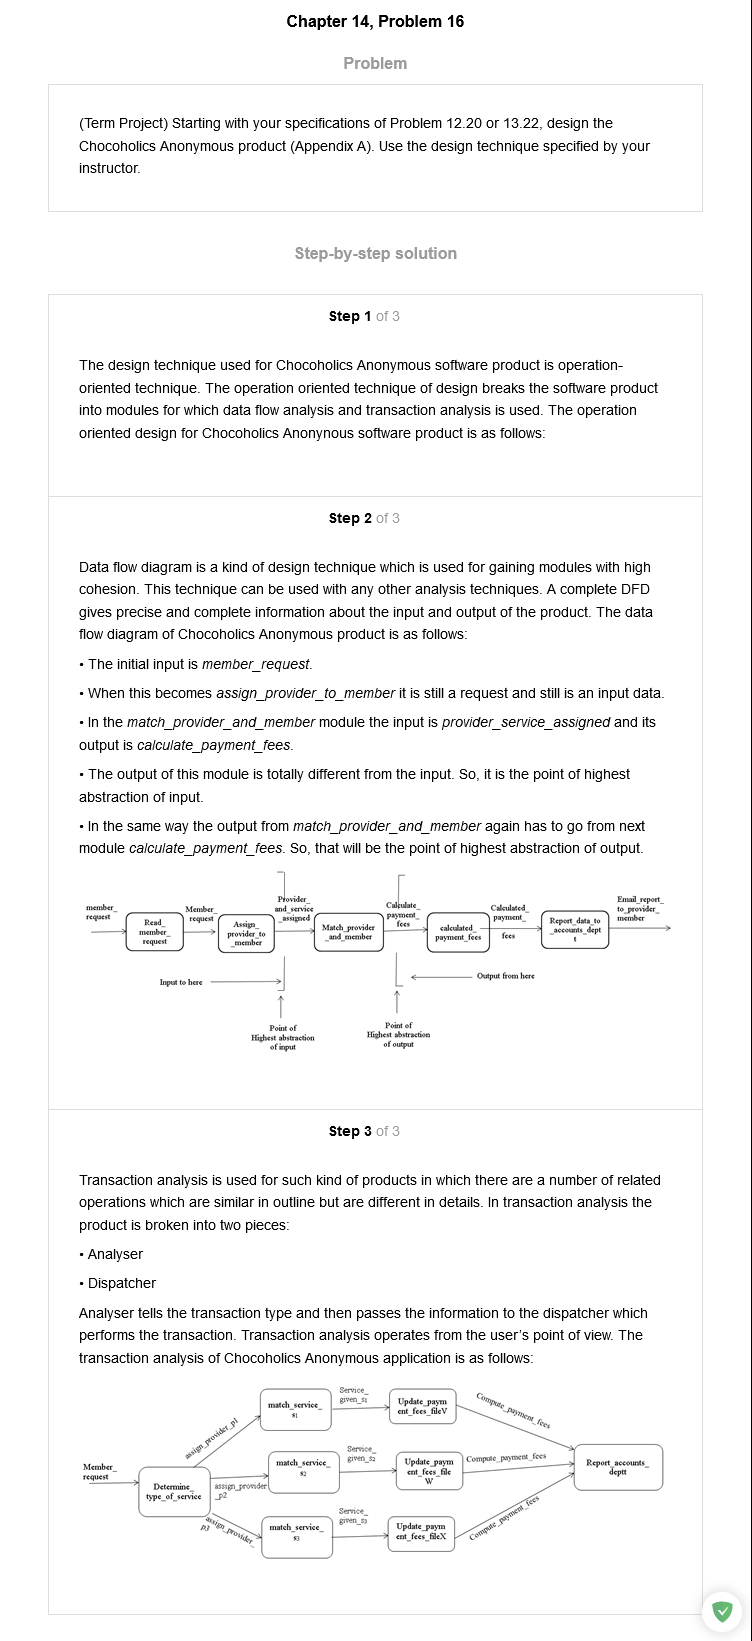 Chapter 14, Problem 16
Problem
(Term Project) Starting with your specifications of Problem 12.20 or 13.22, design the
Chocoholics Anonymous product (Appendix A). Use the design technique specified by your
instructor.
Step-by-step solution
Step 1 of 3
The design technique used for Chocoholics Anonymous software product is operation-
oriented technique. The operation oriented technique of design breaks the software product
into modules for which data flow analysis and transaction analysis is used. The operation
oriented design for Chocoholics Anonynous software product is as follows:
Step 2 of 3
Data flow diagram is a kind of design technique which is used for gaining modules with high
cohesion. This technique can be used with any other analysis techniques. A complete DFD
gives precise and complete information about the input and output of the product. The data
flow diagram of Chocoholics Anonymous product is as follows:
• The initial input is member_request.
• When this becomes assign_provider_to_member it is still a request and still is an input data.
• In the match_provider_and_member module the input is provider_service_assigned and its
output is calculate_payment_fees.
• The output of this module is totally different from the input. So, it is the point of highest
abstraction of input.
• In the same way the output from match_provider_and_member again has to go from next
module calculate_payment_fees. So, that will be the point of highest abstraction of output.
member_
request
Read_
member_
request
Member_
request
Assign_
provider_to
_member
Provider_
and_service
_assigned
Match_provider
_and_member
Calculate_
payment_
fees
calculated_
payment_fees
Calculated_
payment_
fees
Report_data_to
_accounts_dept
t
Email_report_
to_provider_
member
Input to here
Output from here
Point of
Highest abstraction
of input
Point of
Highest abstraction
of output
Step 3 of 3
Transaction analysis is used for such kind of products in which there are a number of related
operations which are similar in outline but are different in details. In transaction analysis the
product is broken into two pieces:
• Analyser
• Dispatcher
Analyser tells the transaction type and then passes the information to the dispatcher which
performs the transaction. Transaction analysis operates from the user's point of view. The
transaction analysis of Chocoholics Anonymous application is as follows:
Member_
request
Determine_
type_of_service
assign_provider_p1
match_service_
s1
Service_
given_s1
Update_paym
ent_fees_fileV
Compute_payment_fees
assign_provider
_p2
match_service_
s2
Service_
given_s2
Update_paym
ent_fees_file
W
Compute_payment_fees
assign_provider_
p3
match_service_
s3
Service_
given_s3
Update_paym
ent_fees_fileX
Compute_payment_fees
Report_accounts_
deptt